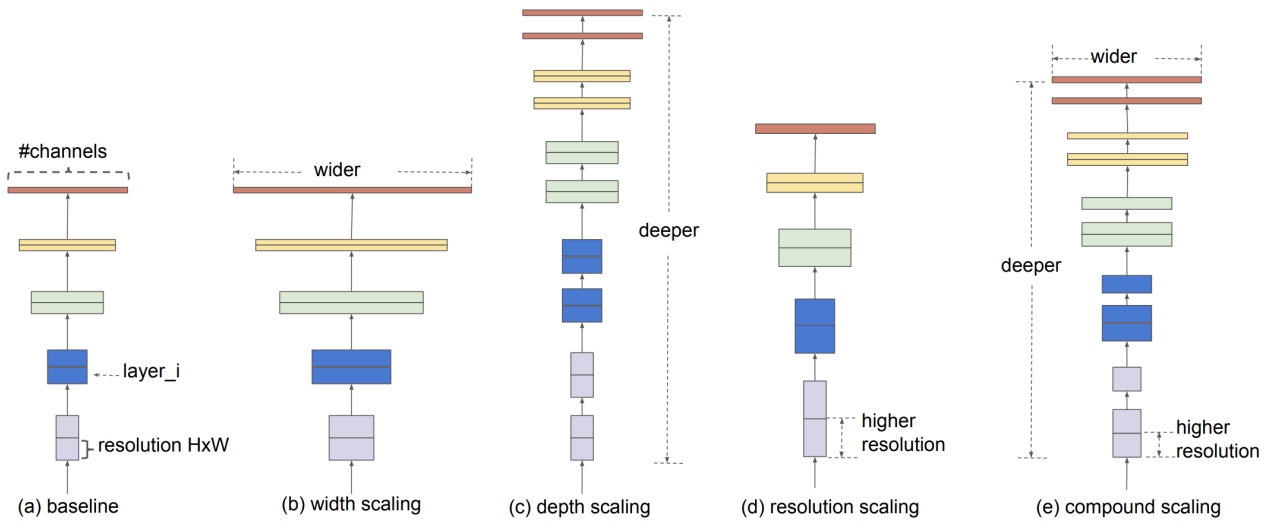 #channels
layer_i
resolution HxW
(a) baseline
wider
(b) width scaling
deeper
(c) depth scaling
higher
resolution
(d) resolution scaling
wider
deeper
higher
resolution
(e) compound scaling